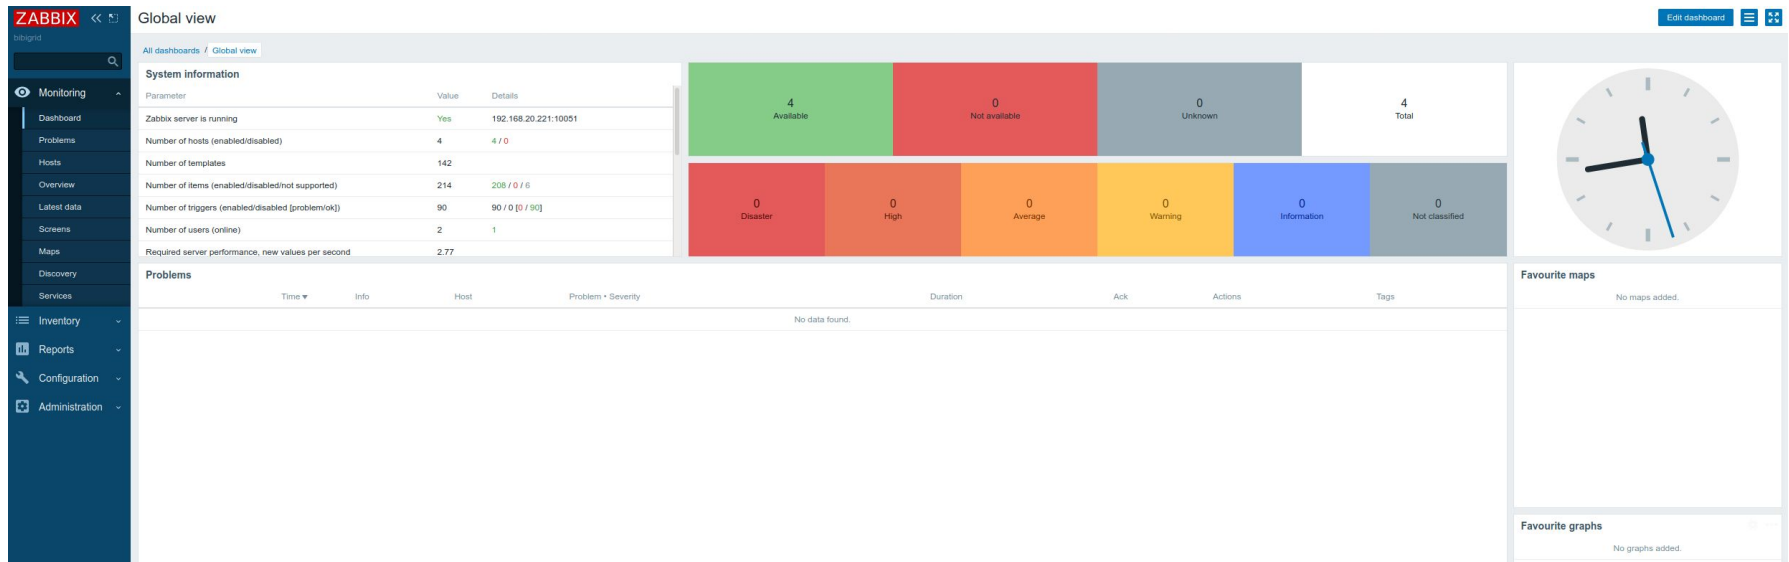 ZABBIX
bibigrid
Monitoring
Dashboard
Problems
Hosts
Overview
Latest data
Screens
Maps
Discovery
Services
Inventory
Reports
Configuration
Administration
Global view
Edit dashboard
All dashboards / Global view
System information
Parameter Value Details
Zabbix server is running Yes 192.168.20.221:10051
Number of hosts (enabled/disabled) 4 4 / 0
Number of templates 142
Number of items (enabled/disabled/not supported) 214 208 / 0 / 6
Number of triggers (enabled/disabled [problem/ok]) 90 90 / 0 [0 / 90]
Number of users (online) 2 1
Required server performance, new values per second 2.77
4 0 0 4
Available Not available Unknown Total
0 0 0 0 0 0
Disaster High Average Warning Information Not classified
Problems
Time ▼ Info Host Problem • Severity Duration Ack Actions Tags
No data found.
Favourite maps
No maps added.
Favourite graphs
No graphs added.